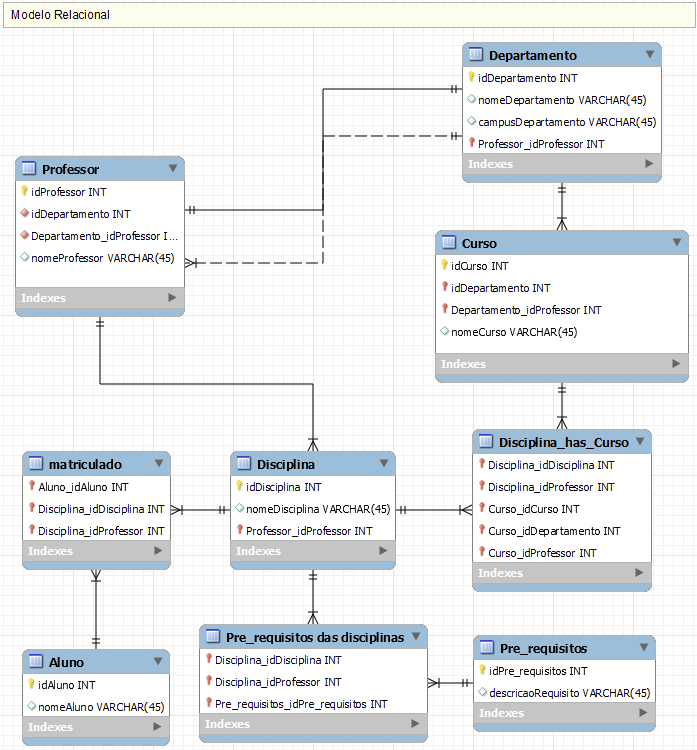 Modelo Relacional
Departamento
idDepartamento INT
nomeDepartamento VARCHAR(45)
campusDepartamento VARCHAR(45)
Professor_idProfessor INT
Indexes
Professor
idProfessor INT
idDepartamento INT
Departamento_idProfessor I...
nomeProfessor VARCHAR(45)
Indexes
Curso
idCurso INT
idDepartamento INT
Departamento_idProfessor INT
nomeCurso VARCHAR(45)
Indexes
matriculado
Aluno_idAluno INT
Disciplina_idDisciplina INT
Disciplina_idProfessor INT
Indexes
Disciplina
idDisciplina INT
nomeDisciplina VARCHAR(45)
Professor_idProfessor INT
Indexes
Disciplina_has_Curso
Disciplina_idDisciplina INT
Disciplina_idProfessor INT
Curso_idCurso INT
Curso_idDepartamento INT
Curso_idProfessor INT
Indexes
Aluno
idAluno INT
nomeAluno VARCHAR(45)
Indexes
Pre_requisitos das disciplinas
Disciplina_idDisciplina INT
Disciplina_idProfessor INT
Pre_requisitos_idPre_requisitos INT
Indexes
Pre_requisitos
idPre_requisitos INT
descricaoRequisito VARCHAR(45)
Indexes